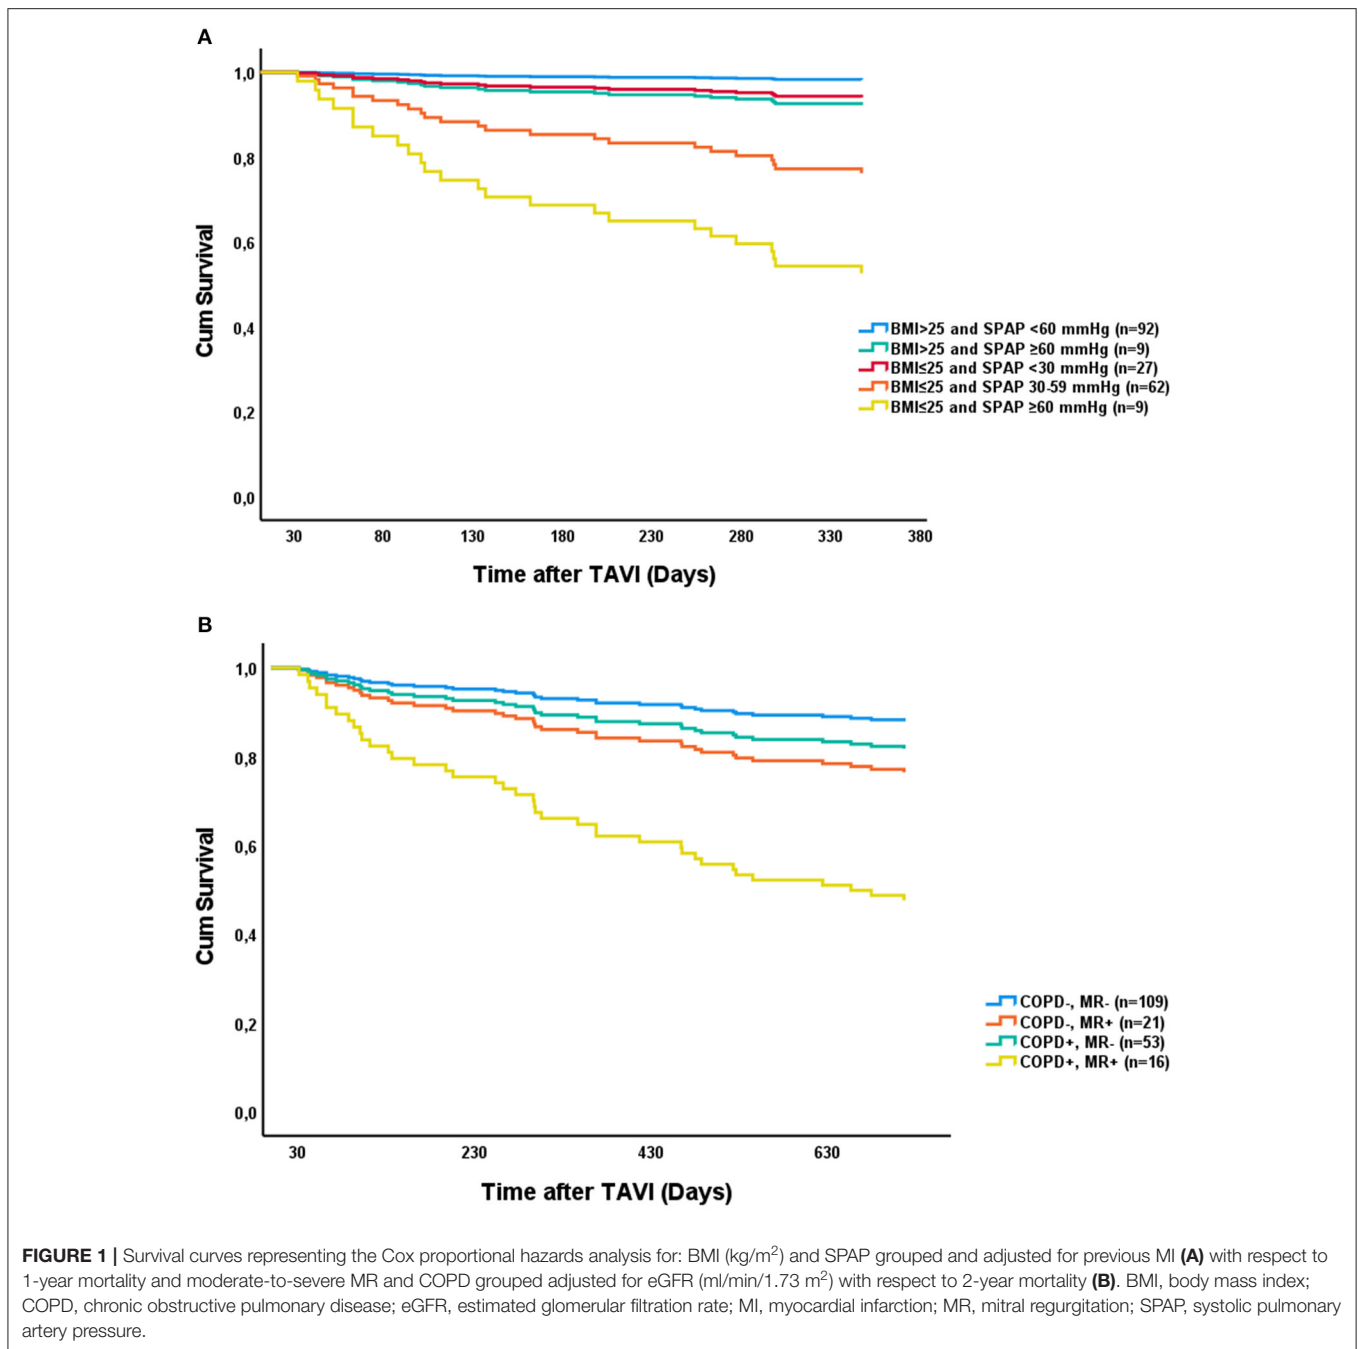 A
1,0
0,8
0,6
0,4
0,2
0,0
Cum Survival
BMI>25 and SPAP <60 mmHg (n=92)
BMI>25 and SPAP ≥60 mmHg (n=9)
BMI≤25 and SPAP <30 mmHg (n=27)
BMI≤25 and SPAP 30-59 mmHg (n=62)
BMI≤25 and SPAP ≥60 mmHg (n=9)
30 80 130 180 230 280 330 380
Time after TAVI (Days)
B
1,0
0,8
0,6
0,4
0,2
0,0
Cum Survival
COPD-, MR- (n=109)
COPD-, MR+ (n=21)
COPD+, MR- (n=53)
COPD+, MR+ (n=16)
30 230 430 630
Time after TAVI (Days)
FIGURE 1 | Survival curves representing the Cox proportional hazards analysis for: BMI (kg/m²) and SPAP grouped and adjusted for previous MI (A) with respect to
1-year mortality and moderate-to-severe MR and COPD grouped adjusted for eGFR (ml/min/1.73 m²) with respect to 2-year mortality (B). BMI, body mass index;
COPD, chronic obstructive pulmonary disease; eGFR, estimated glomerular filtration rate; MI, myocardial infarction; MR, mitral regurgitation; SPAP, systolic pulmonary
artery pressure.